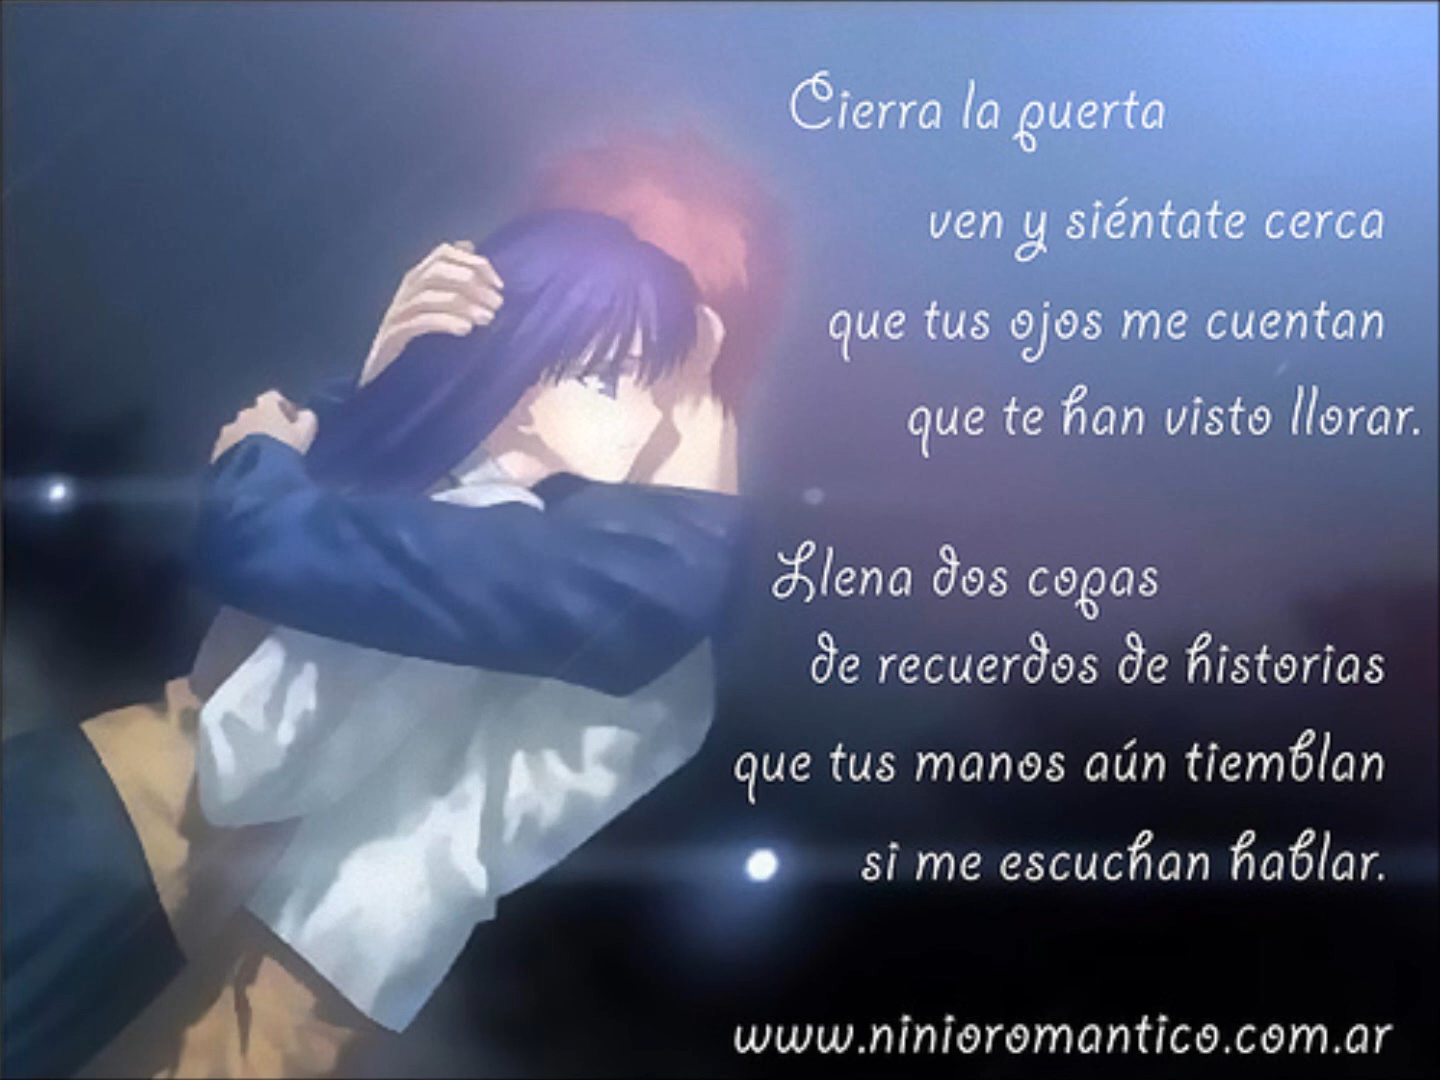 Cierra la puerta
ven y siéntate cerca
que tus ojos me cuentan
que te han visto llorar.
Llena dos copas
de recuerdos de historias
que tus manos aún tiemblan
si me escuchan hablar.
www.ninioromantico.com.ar